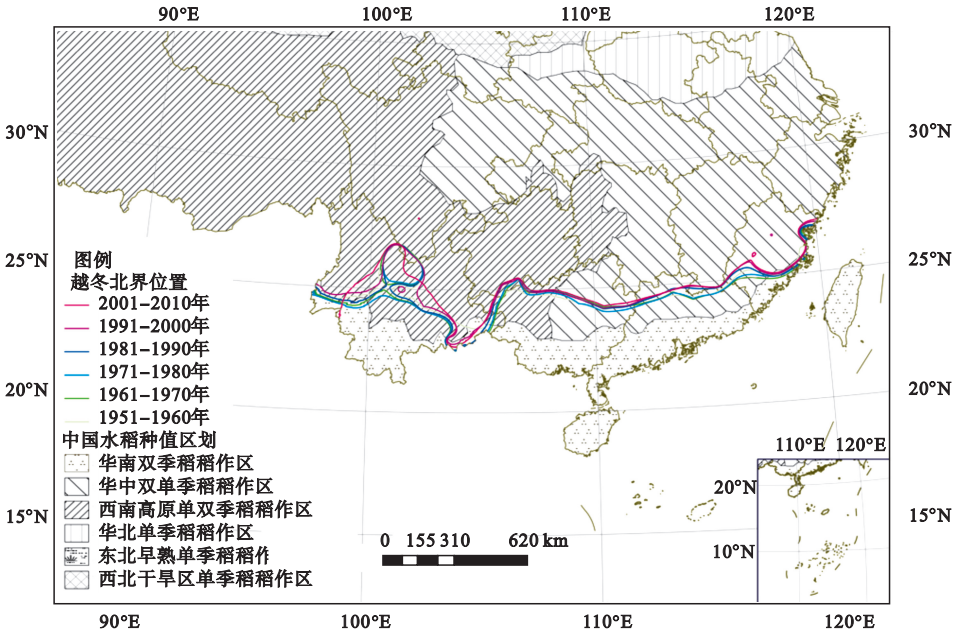 90°E 100°E 110°E 120°E
30°N 30°N
25°N 25°N
20°N 20°N
15°N 15°N
图例
越冬北界位置
2001-2010年
1991-2000年
1981-1990年
1971-1980年
1961-1970年
1951-1960年
中国水稻种值区划
华南双季稻稻作区
华中双单季稻稻作区
西南高原单双季稻稻作区
华北单季稻稻作区
东北早熟单季稻稻作
西北干旱区单季稻稻作区
0 155 310 620 km
110°E 120°E
20°N
10°N
90°E 100°E 110°E 120°E